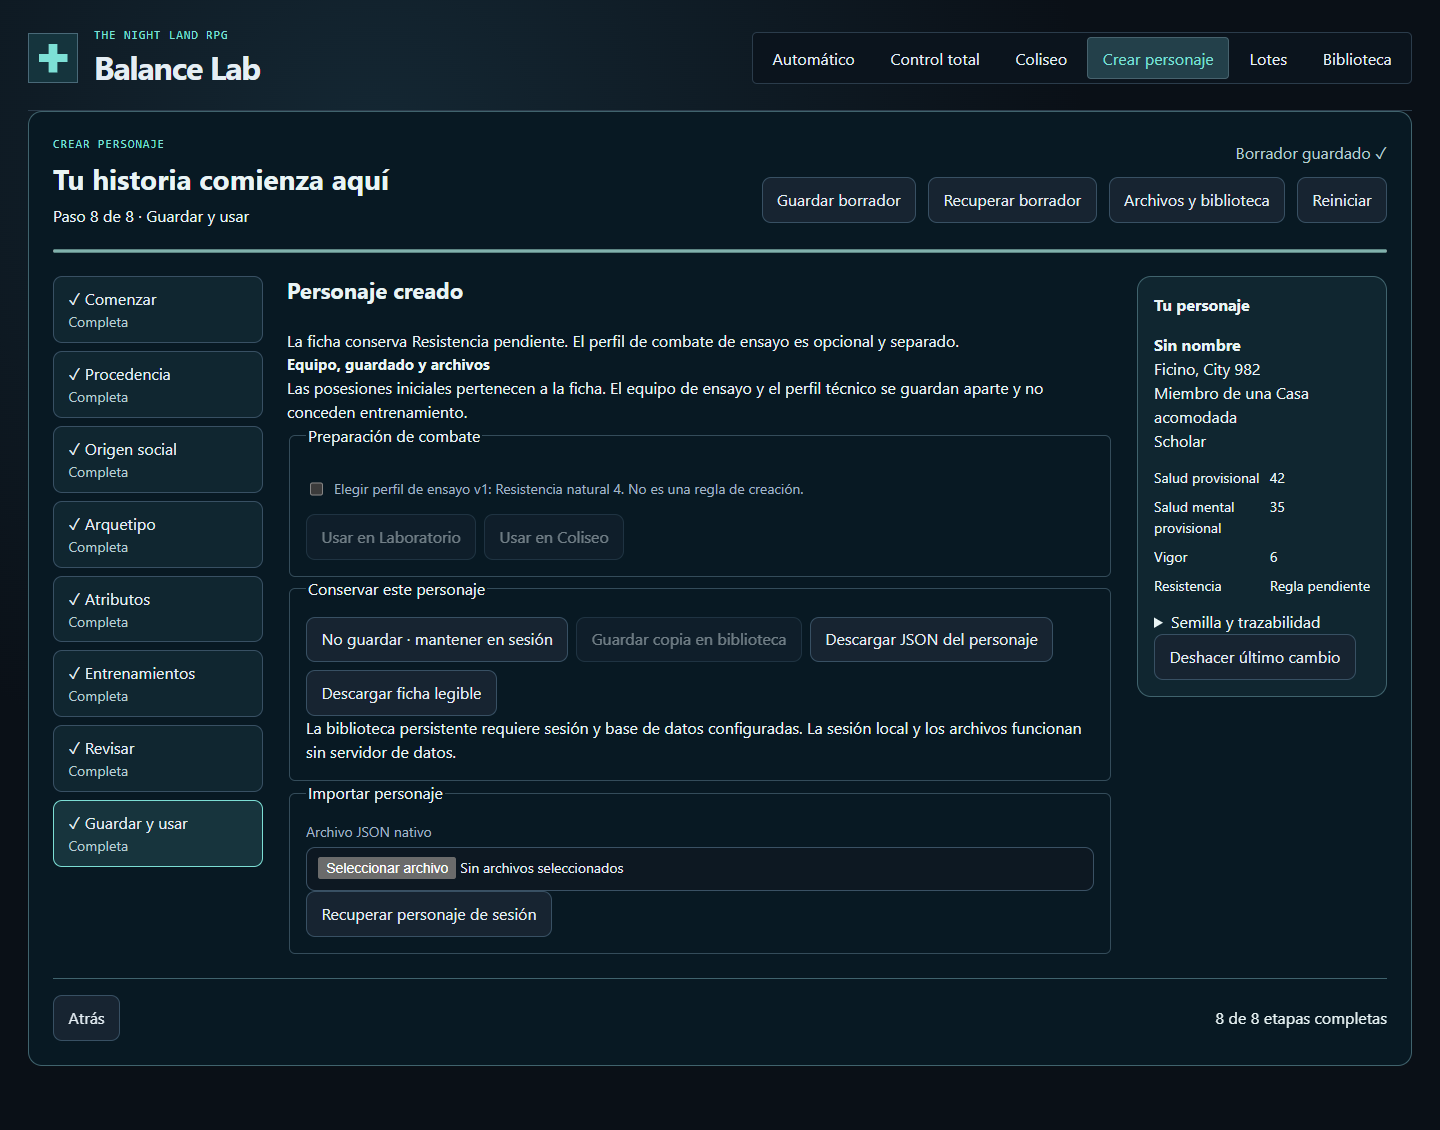 THE NIGHT LAND RPG
Balance Lab
Automático
Control total
Coliseo
Crear personaje
Lotes
Biblioteca
CREAR PERSONAJE
Tu historia comienza aquí
Paso 8 de 8 · Guardar y usar
Borrador guardado ✓
Guardar borrador
Recuperar borrador
Archivos y biblioteca
Reiniciar
✓ Comenzar
Completa
✓ Procedencia
Completa
✓ Origen social
Completa
✓ Arquetipo
Completa
✓ Atributos
Completa
✓ Entrenamientos
Completa
✓ Revisar
Completa
✓ Guardar y usar
Completa
Personaje creado
La ficha conserva Resistencia pendiente. El perfil de combate de ensayo es opcional y separado.
Equipo, guardado y archivos
Las posesiones iniciales pertenecen a la ficha. El equipo de ensayo y el perfil técnico se guardan aparte y no
conceden entrenamiento.
Preparación de combate
Elegir perfil de ensayo v1: Resistencia natural 4. No es una regla de creación.
Usar en Laboratorio
Usar en Coliseo
Conservar este personaje
No guardar · mantener en sesión
Guardar copia en biblioteca
Descargar JSON del personaje
Descargar ficha legible
La biblioteca persistente requiere sesión y base de datos configuradas. La sesión local y los archivos funcionan
sin servidor de datos.
Importar personaje
Archivo JSON nativo
Seleccionar archivo Sin archivos seleccionados
Recuperar personaje de sesión
Tu personaje
Sin nombre
Ficino, City 982
Miembro de una Casa
acomodada
Scholar
Salud provisional 42
Salud mental 35
provisional
Vigor 6
Resistencia Regla pendiente
▶ Semilla y trazabilidad
Deshacer último cambio
Atrás
8 de 8 etapas completas